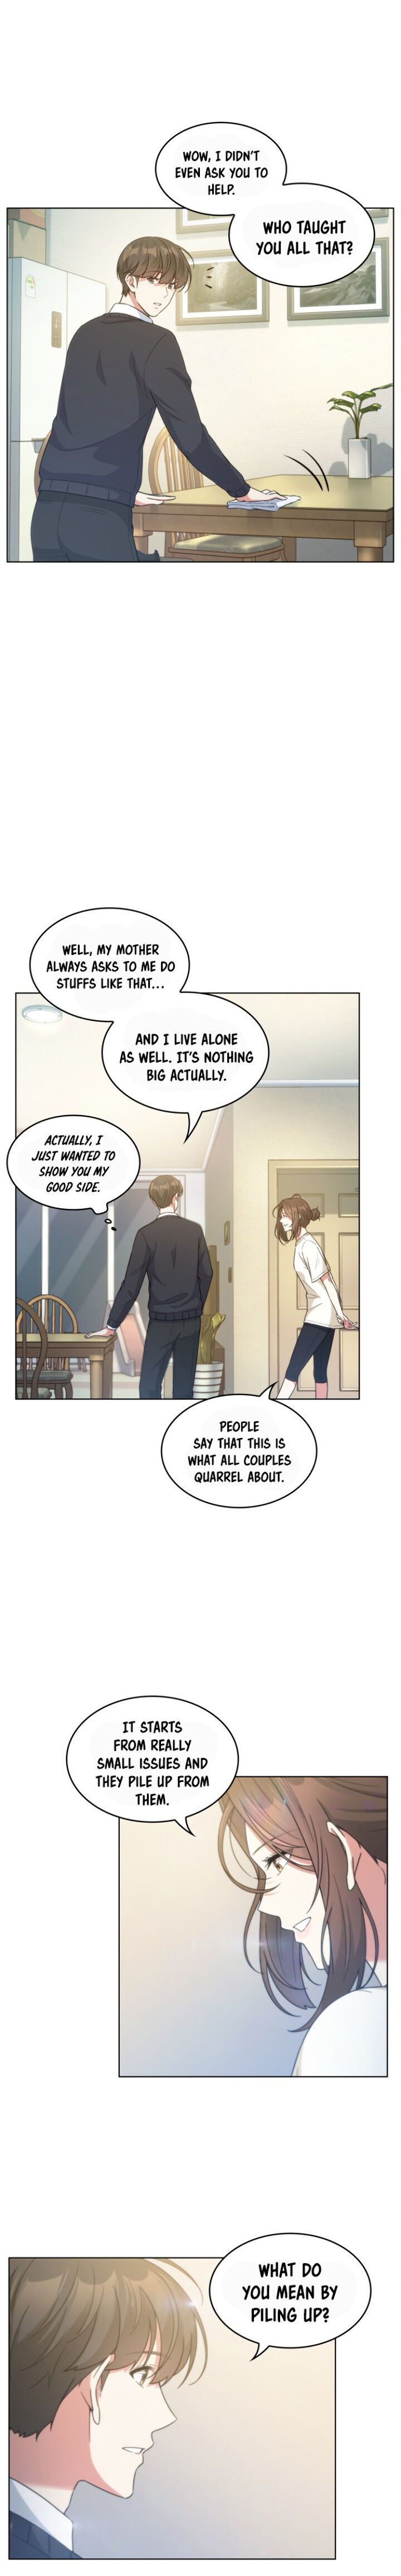 WOW, I DIDN'T
EVEN ASK YOU TO
HELP.
WHO TAUGHT
YOU ALL THAT?
WELL, MY MOTHER
ALWAYS ASKS TO ME DO
STUFFS LIKE THAT...
AND I LIVE ALONE
AS WELL. IT'S NOTHING
BIG ACTUALLY.
ACTUALLY, I
JUST WANTED TO
SHOW YOU MY
GOOD SIDE.
PEOPLE
SAY THAT THIS IS
WHAT ALL COUPLES
QUARREL ABOUT.
IT STARTS
FROM REALLY
SMALL ISSUES AND
THEY PILE UP FROM
THEM.
WHAT DO
YOU MEAN BY
PILING UP?